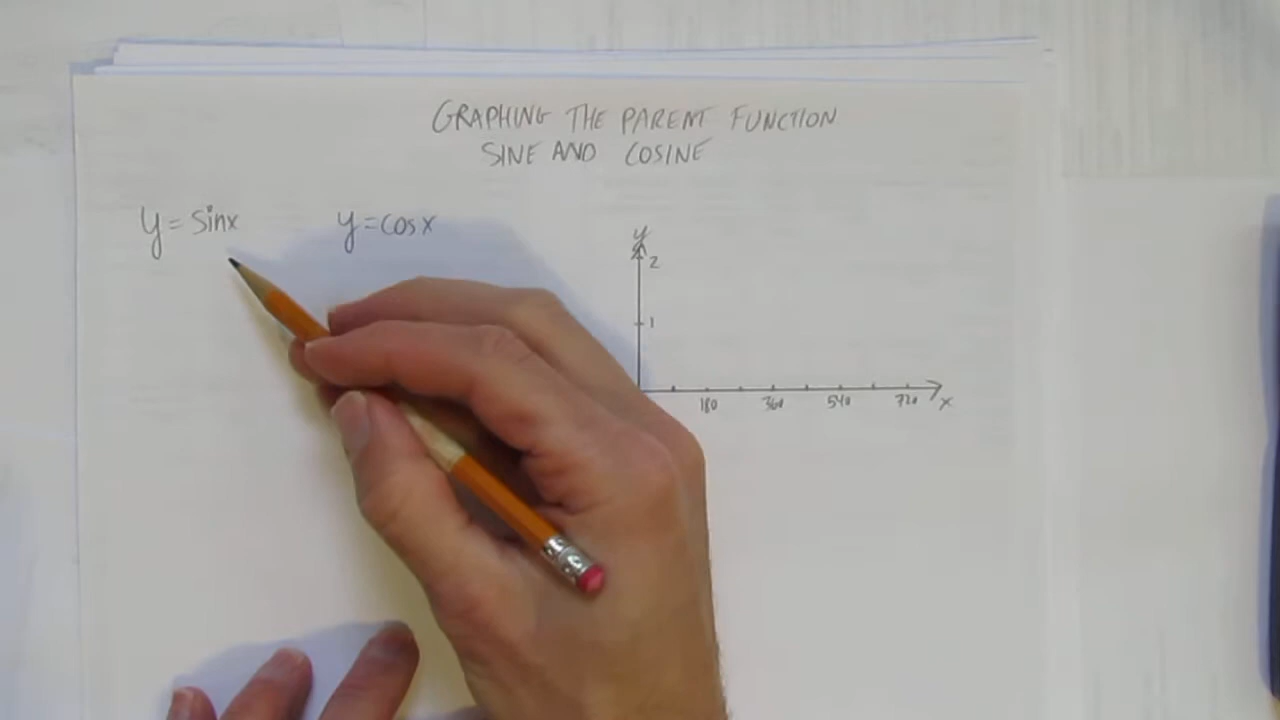 GRAPHING THE PARENT FUNCTION
SINE AND COSINE
y = sinx
y = cosx
y
2
1
180 360 540 720 x